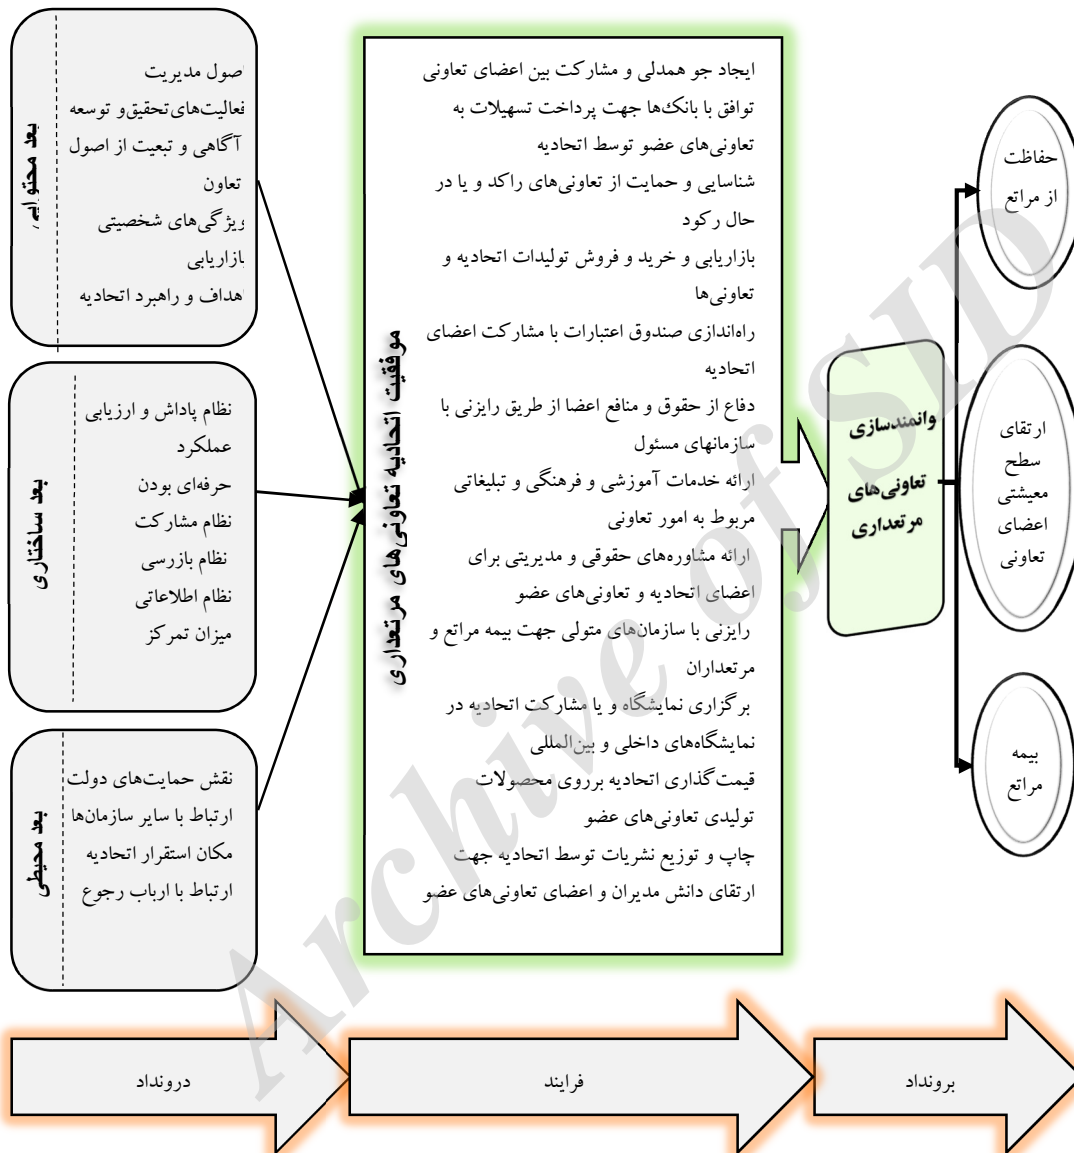 بعد محتوایی
اصول مدیریت
فعالیت‌های تحقیق و توسعه
آگاهی و تبعیت از اصول
تعاون
ویژگی‌های شخصیتی
بازاریابی
اهداف و راهبرد اتحادیه
بعد ساختاری
نظام پاداش و ارزیابی
عملکرد
حرفه‌ای بودن
نظام مشارکت
نظام بازرسی
نظام اطلاعاتی
میزان تمرکز
بعد محیطی
نقش حمایت‌های دولت
ارتباط با سایر سازمان‌ها
مکان استقرار اتحادیه
ارتباط با ارباب رجوع
موفقیت اتحادیه تعاونی‌های مرتعداری
ایجاد جو همدلی و مشارکت بین اعضای تعاونی
توافق با بانک‌ها جهت پرداخت تسهیلات به
تعاونی‌های عضو توسط اتحادیه
شناسایی و حمایت از تعاونی‌های راکد و یا در
حال رکود
بازاریابی و خرید و فروش تولیدات اتحادیه و
تعاونی‌ها
راه‌اندازی صندوق اعتبارات با مشارکت اعضای
اتحادیه
دفاع از حقوق و منافع اعضا از طریق رایزنی با
سازمانهای مسئول
ارائه خدمات آموزشی و فرهنگی و تبلیغاتی
مربوط به امور تعاونی
ارائه مشاوره‌های حقوقی و مدیریتی برای
اعضای اتحادیه و تعاونی‌های عضو
رایزنی با سازمان‌های متولی جهت بیمه مراتع و
مرتعداران
برگزاری نمایشگاه و یا مشارکت اتحادیه در
نمایشگاه‌های داخلی و بین‌المللی
قیمت‌گذاری اتحادیه برروی محصولات
تولیدی تعاونی‌های عضو
چاپ و توزیع نشریات توسط اتحادیه جهت
ارتقای دانش مدیران و اعضای تعاونی‌های عضو
وانمندسازی
تعاونی‌های
مرتعداری
حفاظت
از مراتع
ارتقای
سطح
معیشتی
اعضای
تعاونی
بیمه
مراتع
درونداد
فرایند
برونداد
Archive of SID